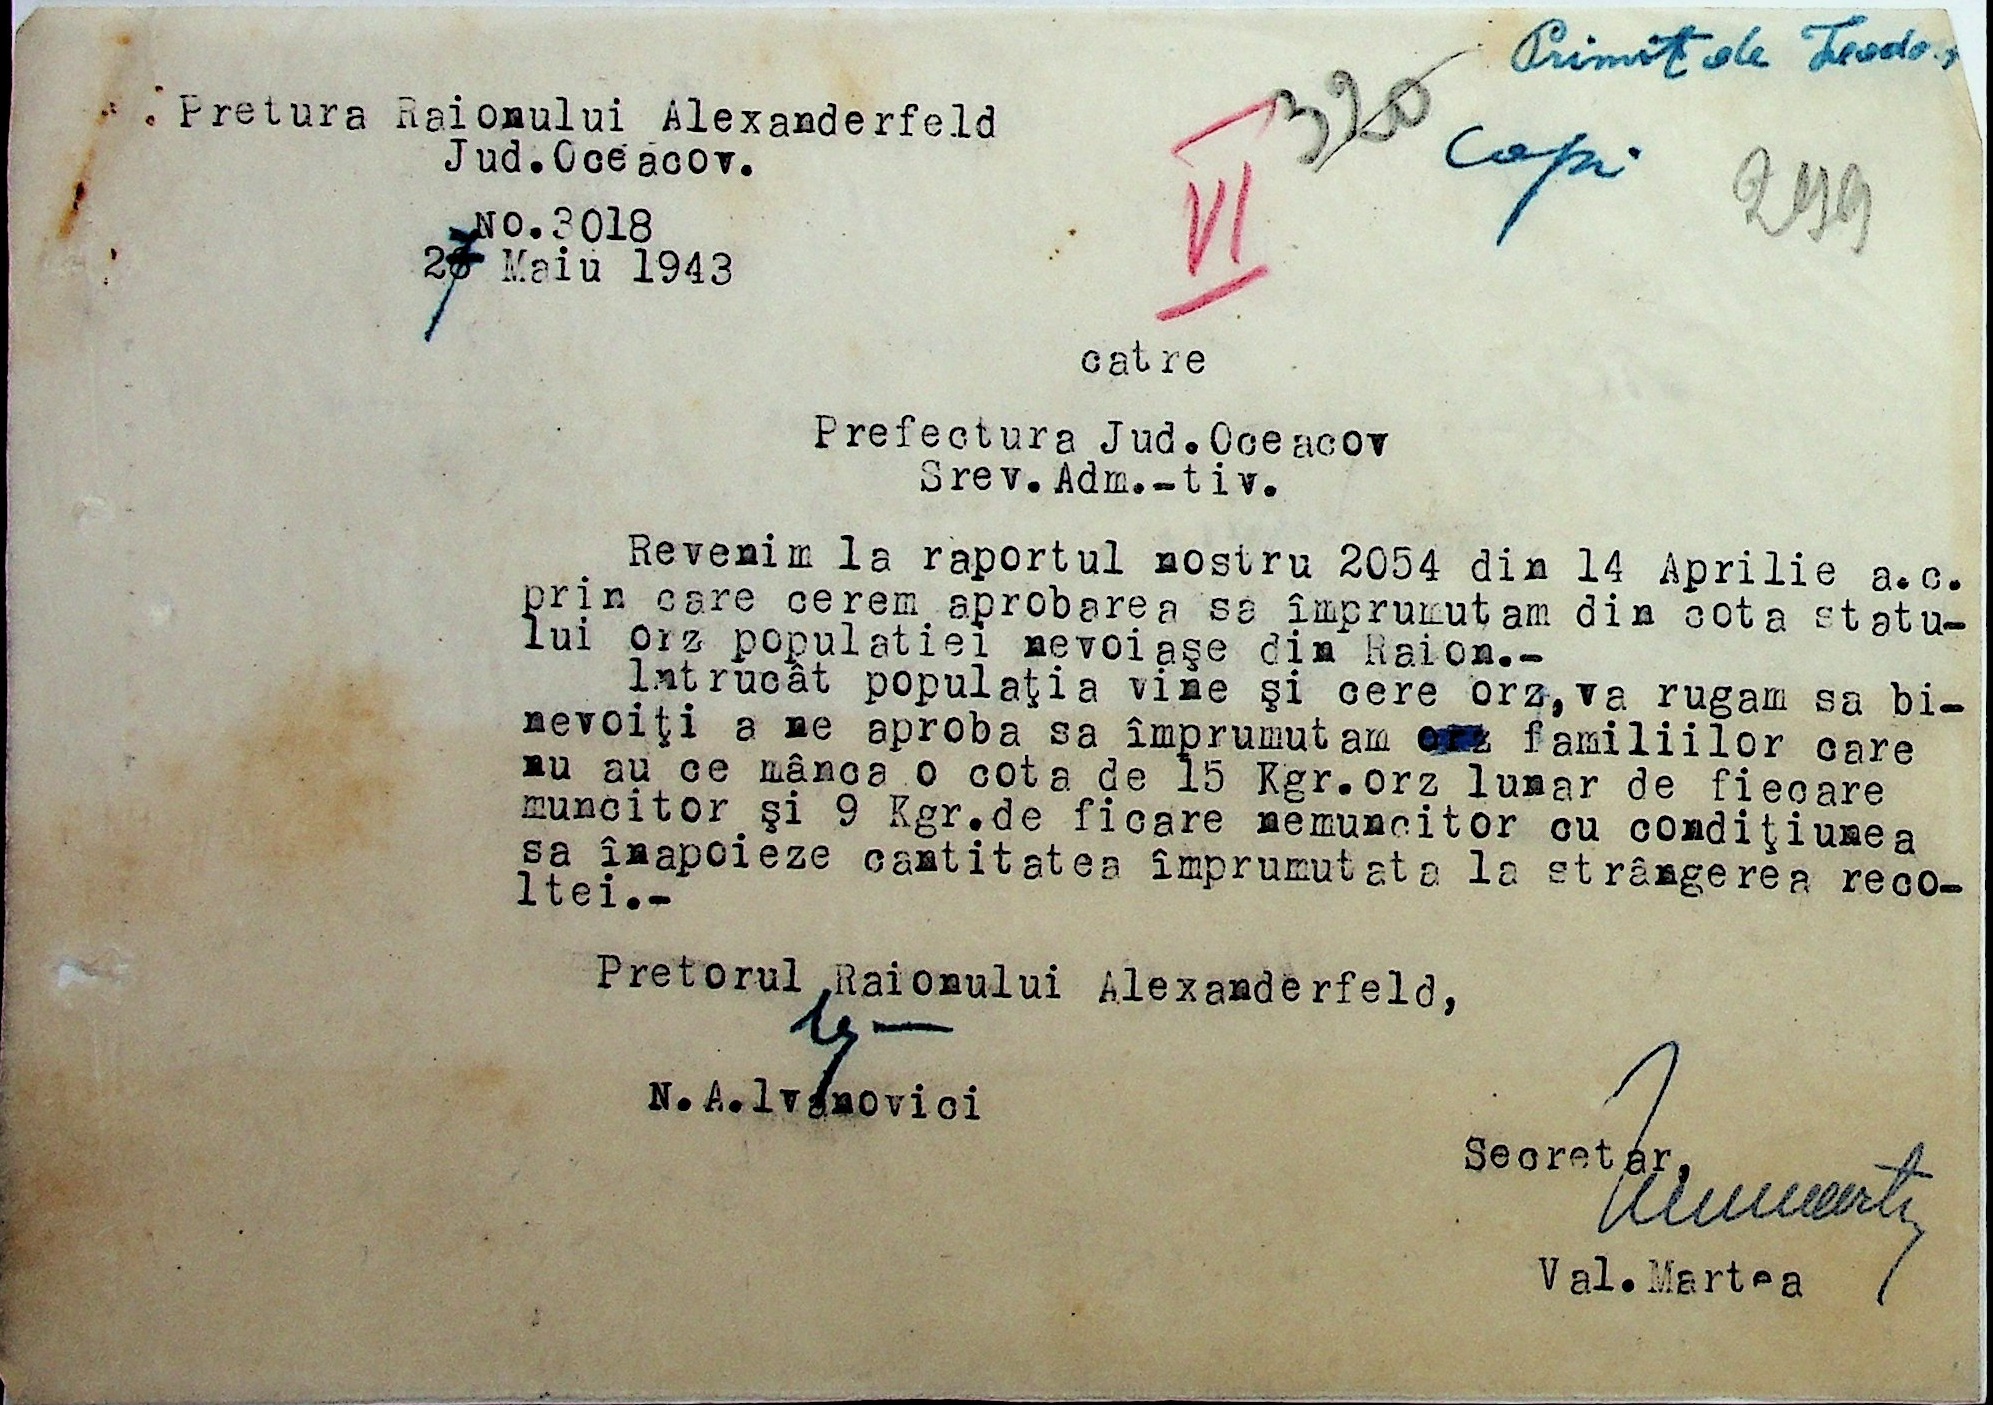 Primit de
320
Copi
299
VI
Pretura Raionului Alexanderfeld
Jud.Oceacov.
No.3018
27 Maiu 1943
catre
Prefectura Jud.Oceacov
Srev.Adm.-tiv.
Revenim la raportul nostru 2054 din 14 Aprilie a.c.
prin care cerem aprobarea sa împrumutam din cota statu-
lui orz populatiei nevoiaşe din Raion.-
lntrucât populaţia vine şi cere orz,va rugam sa bi-
nevoiţi a ne aproba sa împrumutam orz familiilor care
nu au ce mânca o cota de 15 Kgr.orz lunar de fiecare
muncitor şi 9 Kgr.de ficare nemuncitor cu condiţiunea
sa înapoieze cantitatea împrumutata la strângerea reco-
ltei.-
Pretorul Raionului Alexanderfeld,
N.A.lvanovici
Secretar,
Val.Martea